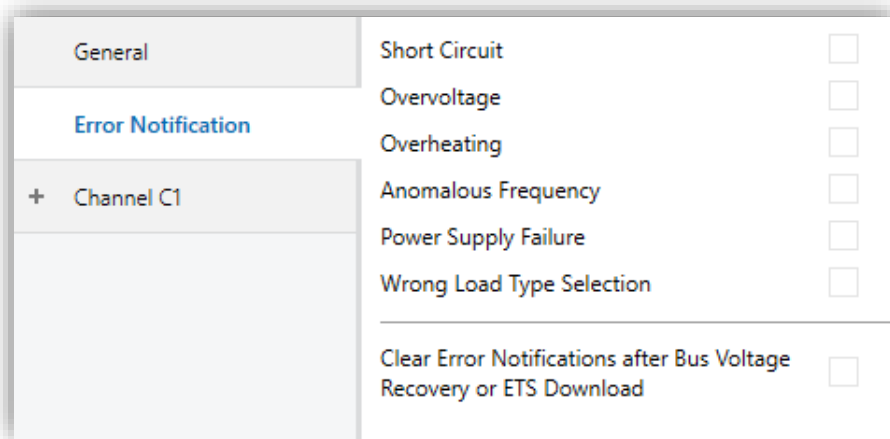 General
Error Notification
+ Channel C1
Short Circuit
Overvoltage
Overheating
Anomalous Frequency
Power Supply Failure
Wrong Load Type Selection
Clear Error Notifications after Bus Voltage
Recovery or ETS Download